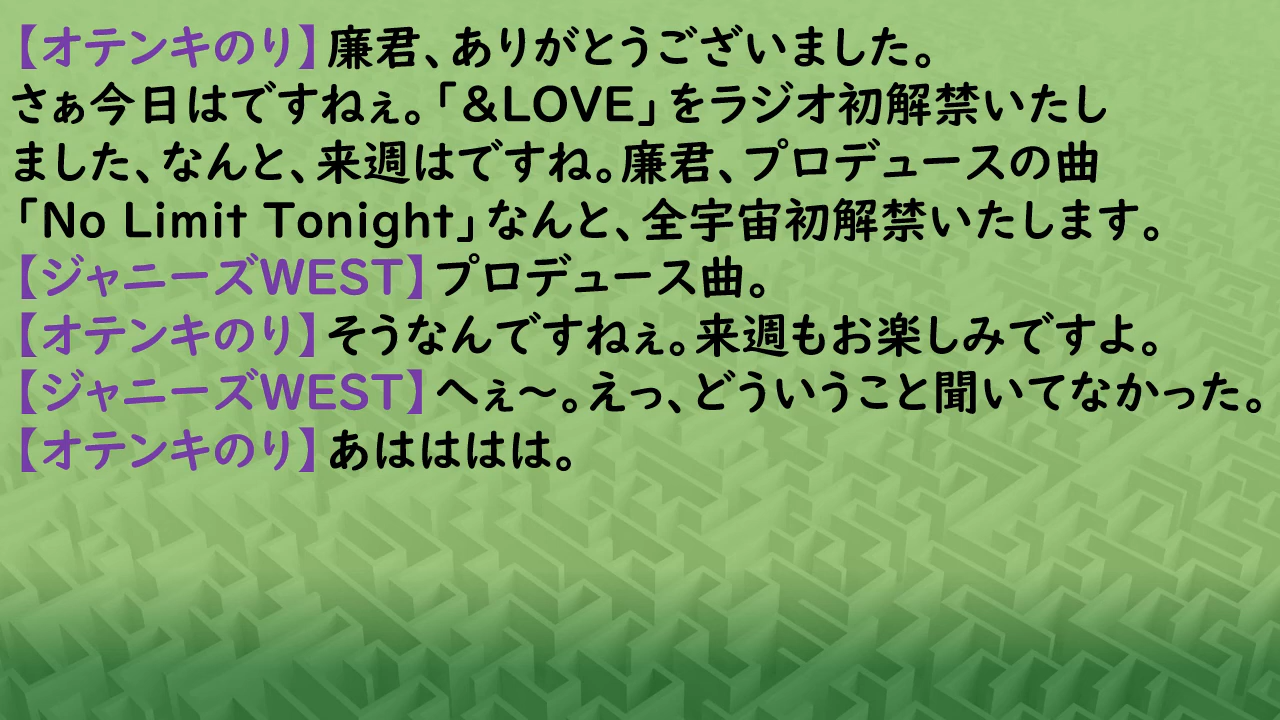 【オテンキのり】廉君、ありがとうございました。
さぁ今日はですねぇ。「&LOVE」をラジオ初解禁いたし
ました、なんと、来週はですね。廉君、プロデュースの曲
「No Limit Tonight」なんと、全宇宙初解禁いたします。
【ジャニーズWEST】プロデュース曲。
【オテンキのり】そうなんですねぇ。来週もお楽しみですよ。
【ジャニーズWEST】へぇ～。えっ、どういうこと聞いてなかった。
【オテンキのり】あはははは。